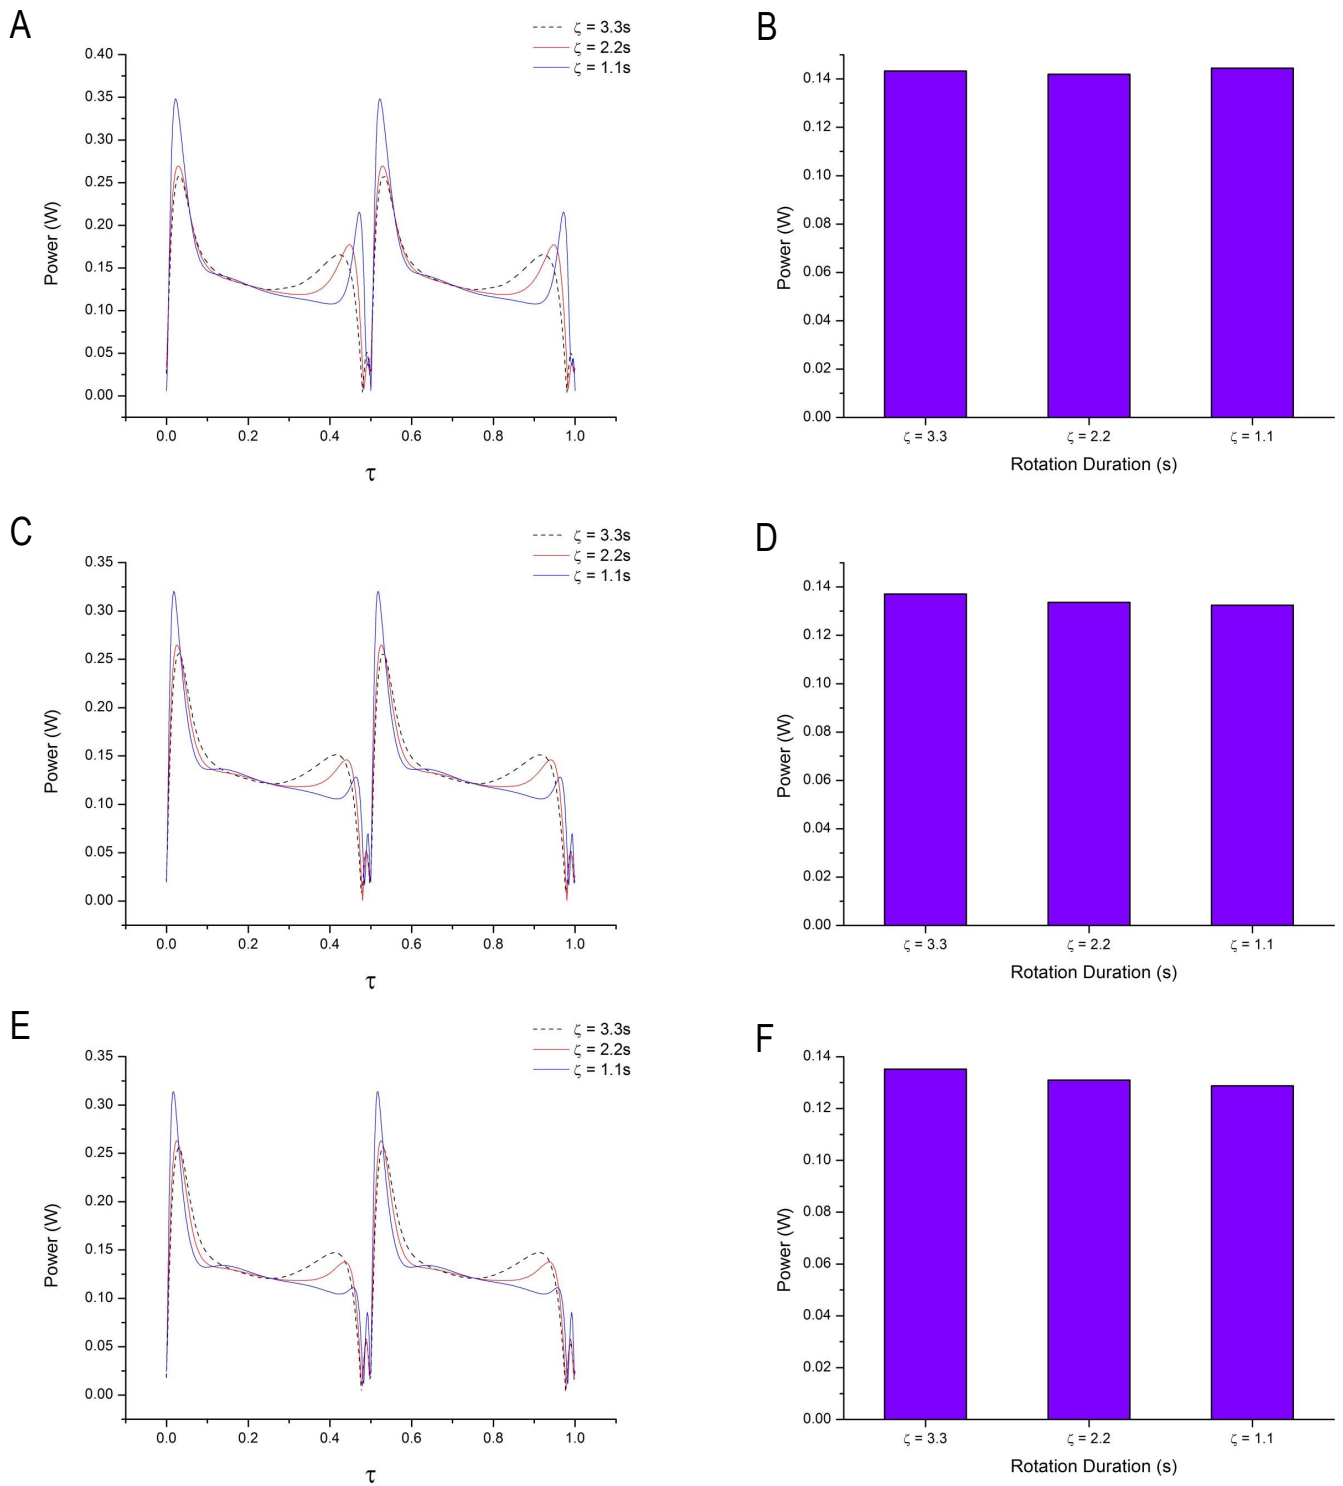 A
ζ = 3.3s
ζ = 2.2s
ζ = 1.1s
0.40
0.35
0.30
0.25
0.20
0.15
0.10
0.05
0.00
Power (W)
0.0 0.2 0.4 0.6 0.8 1.0
τ
B
0.14
0.12
0.10
0.08
0.06
0.04
0.02
0.00
Power (W)
ζ = 3.3 ζ = 2.2 ζ = 1.1
Rotation Duration (s)
C
ζ = 3.3s
ζ = 2.2s
ζ = 1.1s
0.35
0.30
0.25
0.20
0.15
0.10
0.05
0.00
Power (W)
0.0 0.2 0.4 0.6 0.8 1.0
τ
D
0.14
0.12
0.10
0.08
0.06
0.04
0.02
0.00
Power (W)
ζ = 3.3 ζ = 2.2 ζ = 1.1
Rotation Duration (s)
E
ζ = 3.3s
ζ = 2.2s
ζ = 1.1s
0.35
0.30
0.25
0.20
0.15
0.10
0.05
0.00
Power (W)
0.0 0.2 0.4 0.6 0.8 1.0
τ
F
0.14
0.12
0.10
0.08
0.06
0.04
0.02
0.00
Power (W)
ζ = 3.3 ζ = 2.2 ζ = 1.1
Rotation Duration (s)